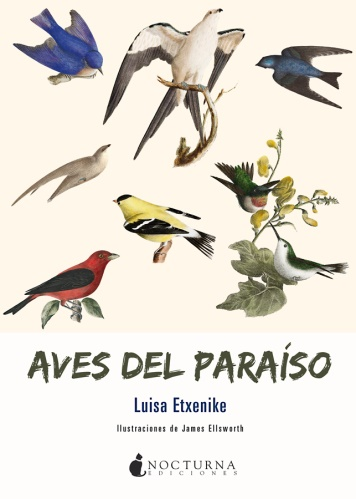 AVES DEL PARAÍSO
Luisa Etxenike
Ilustraciones de James Ellsworth
NOCTURNA
EDICIONES